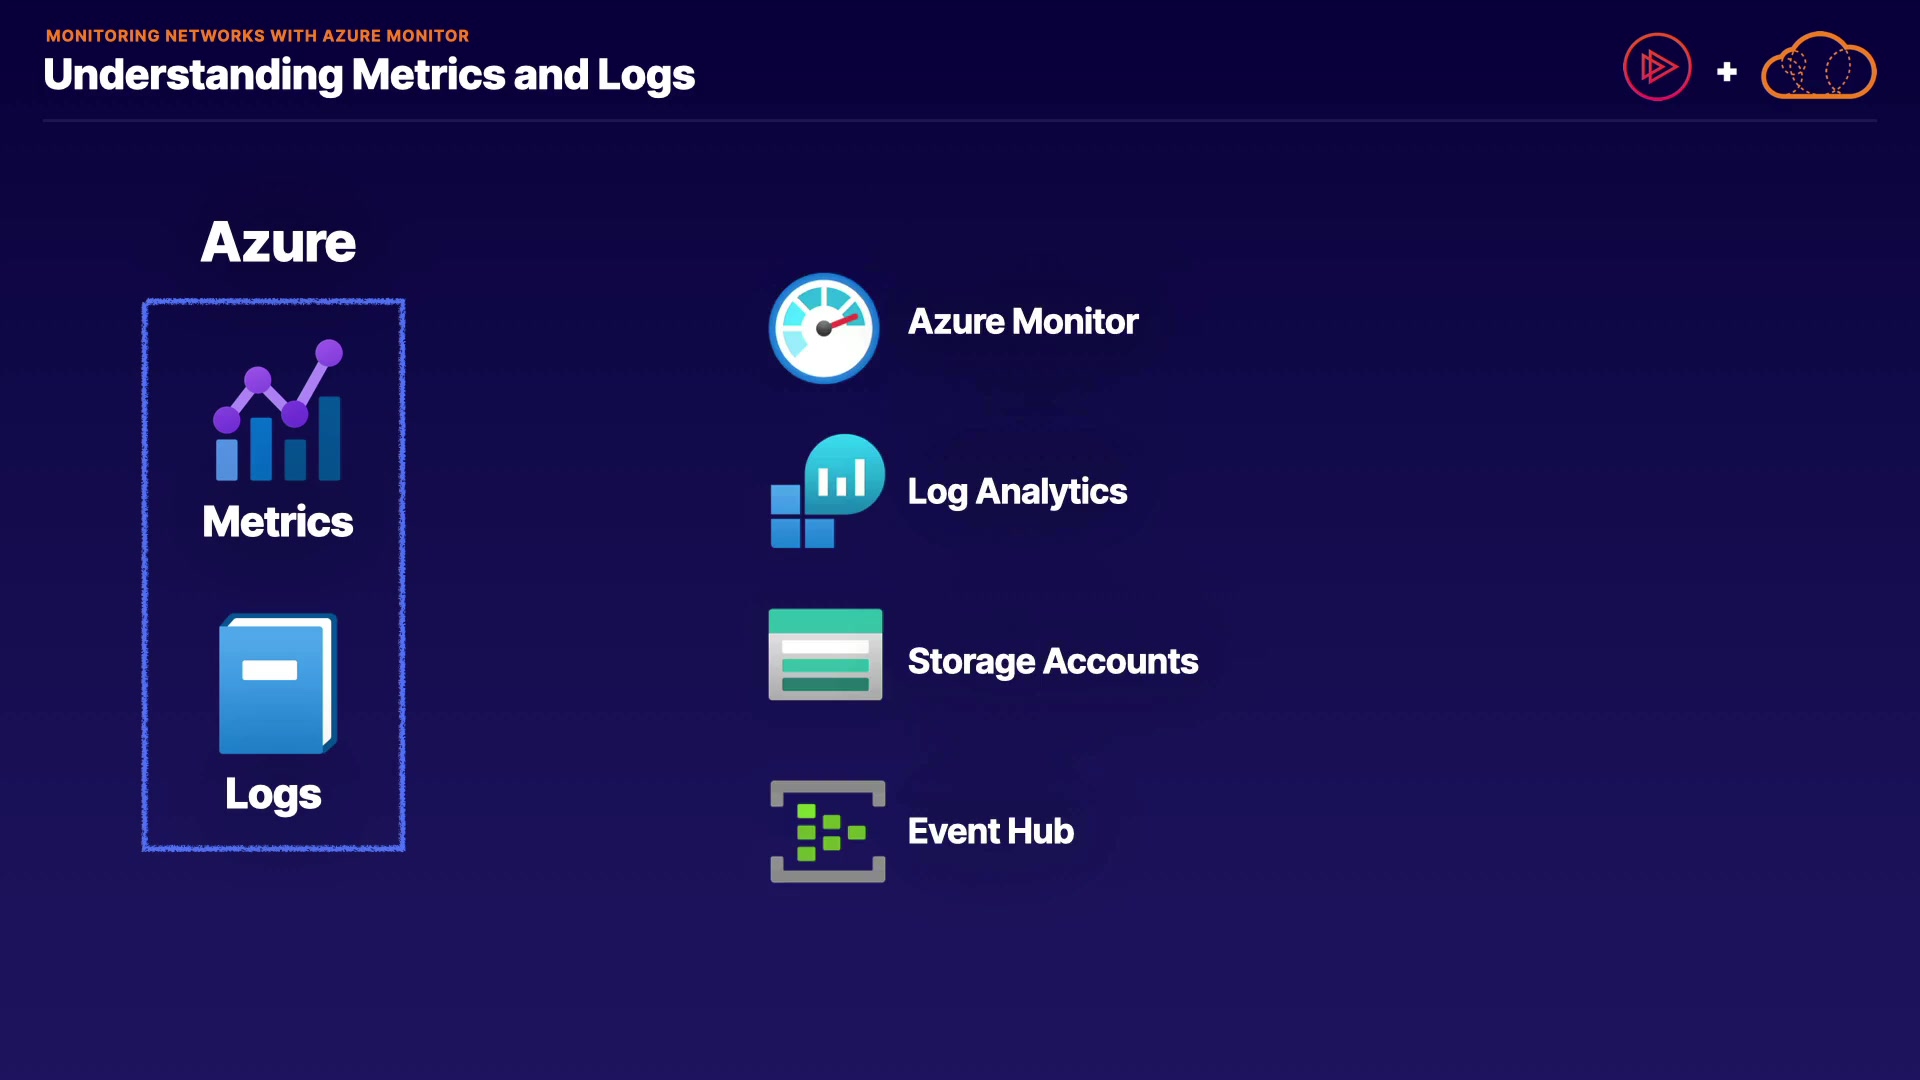 MONITORING NETWORKS WITH AZURE MONITOR
Understanding Metrics and Logs
+
Azure
Metrics
Logs
Azure Monitor
Log Analytics
Storage Accounts
Event Hub